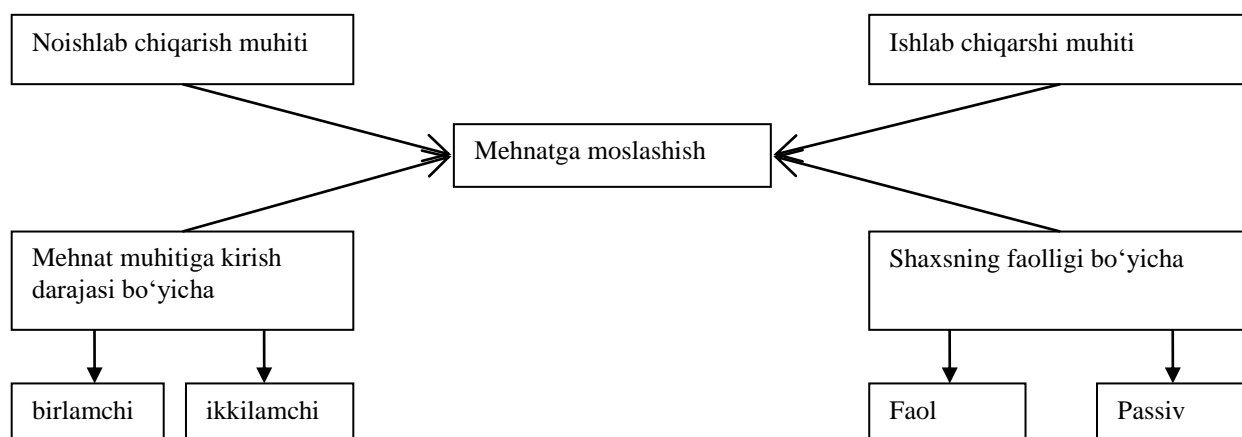 Noishlab chiqarish muhiti
Ishlab chiqarshi muhiti
Mehnatga moslashish
Mehnat muhitiga kirish
darajasi bo‘yicha
Shaxsning faolligi bo‘yicha
birlamchi
ikkilamchi
Faol
Passiv